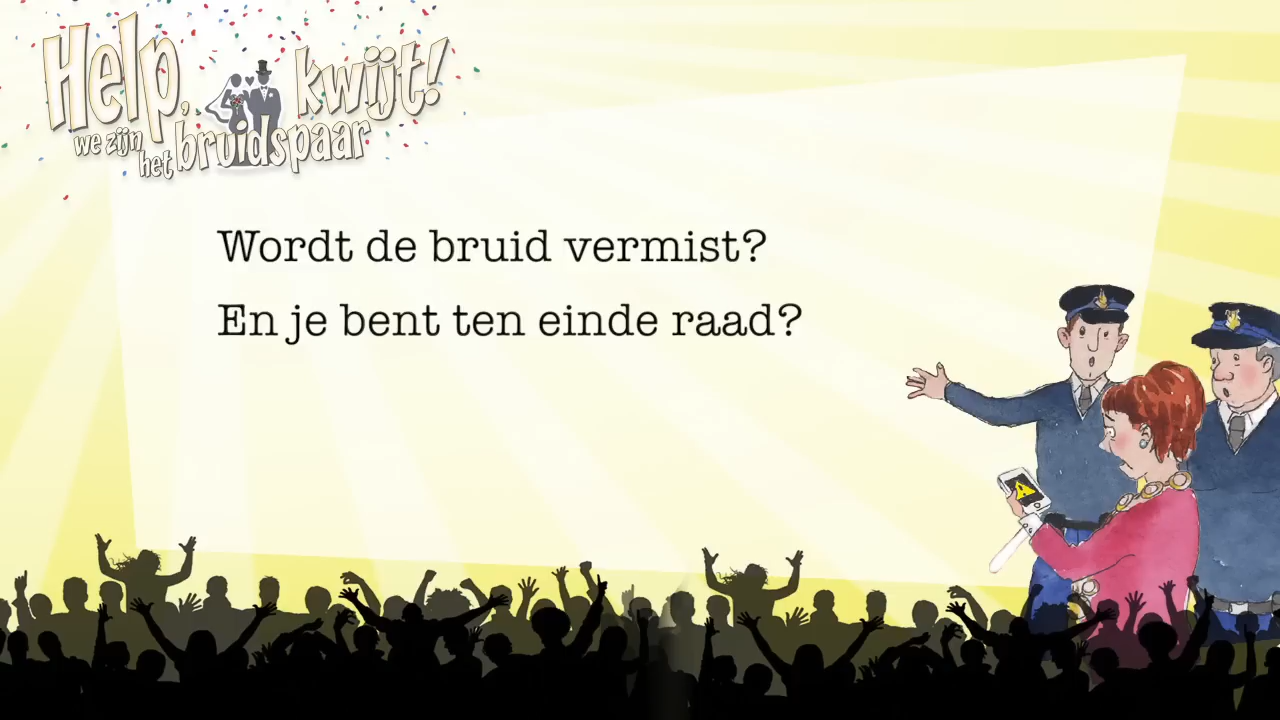 Help, kwijt!
we zijn het bruidspaar
Wordt de bruid vermist?
En je bent ten einde raad?